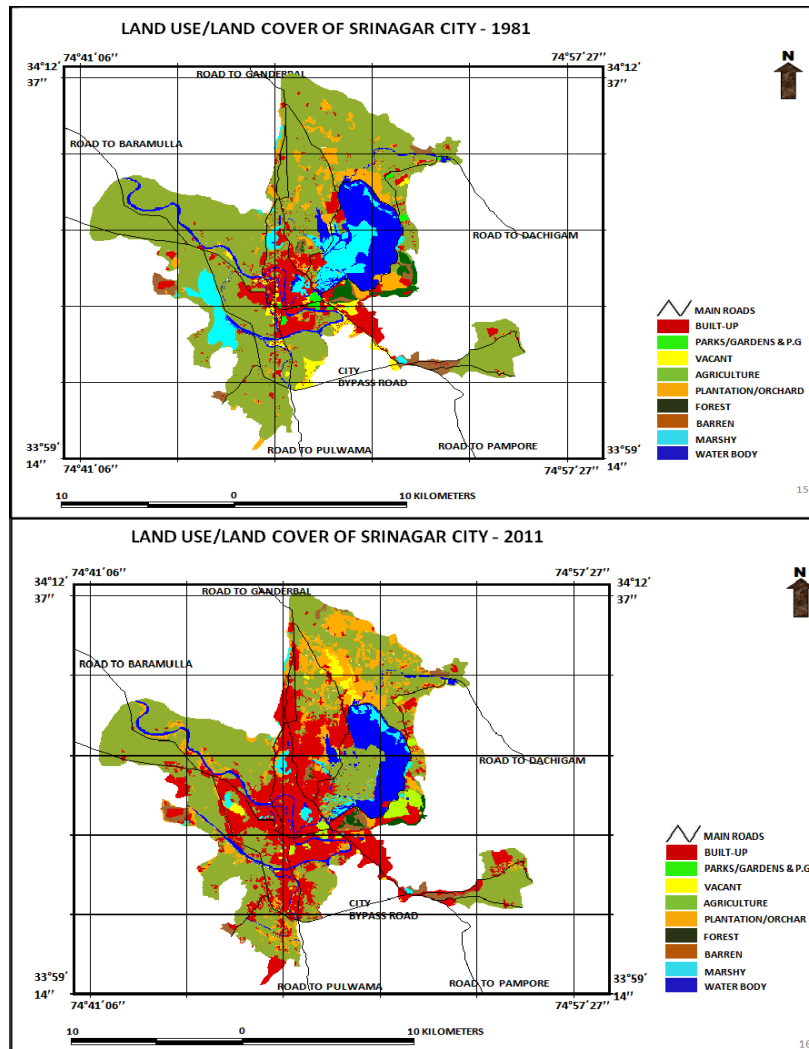 LAND USE/LAND COVER OF SRINAGAR CITY - 1981
74°41′06′′ 74°57′27′′
34°12′
37′′
34°12′
37′′
N
ROAD TO GANDERBAL
ROAD TO BARAMULLA
ROAD TO DACHIGAM
CITY
BYPASS ROAD
ROAD TO PULWAMA
ROAD TO PAMPORE
MAIN ROADS
BUILT-UP
PARKS/GARDENS & P.G
VACANT
AGRICULTURE
PLANTATION/ORCHARD
FOREST
BARREN
MARSHY
WATER BODY
33°59′
14′′
33°59′
14′′
74°41′06′′ 74°57′27′′
10 0 10 KILOMETERS
15
LAND USE/LAND COVER OF SRINAGAR CITY - 2011
74°41′06′′ 74°57′27′′
34°12′
37′′
34°12′
37′′
N
ROAD TO GANDERBAL
ROAD TO BARAMULLA
ROAD TO DACHIGAM
CITY
BYPASS ROAD
ROAD TO PULWAMA
ROAD TO PAMPORE
MAIN ROADS
BUILT-UP
PARKS/GARDENS & P.G
VACANT
AGRICULTURE
PLANTATION/ORCHAR
FOREST
BARREN
MARSHY
WATER BODY
33°59′
14′′
33°59′
14′′
74°41′06′′ 74°57′27′′
10 0 10 KILOMETERS
16